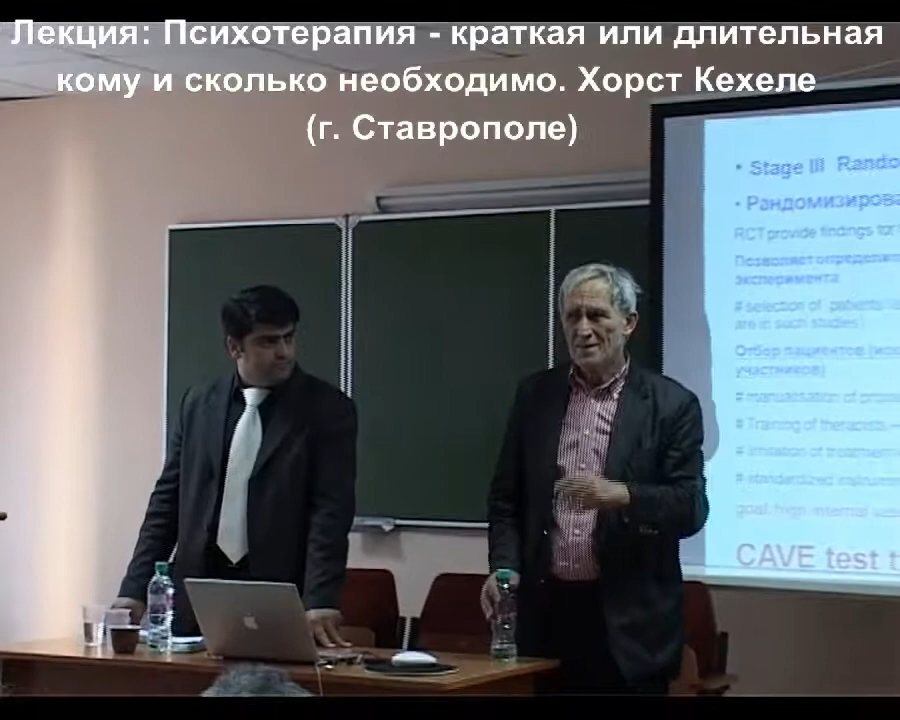 Лекция: Психотерапия - краткая или длительная
кому и сколько необходимо. Хорст Кехеле
(г. Ставрополе)
• Stage III Rando
• Рандомизирова
RCT provide findings for
Позволяет определит
эксперимента
# selection of patients
are in such studies)
Отбор пациентов
участников)
# manualisation of
# Training of therapists –
# limitation of treatment
# standardized
goal: high internal
CAVE test